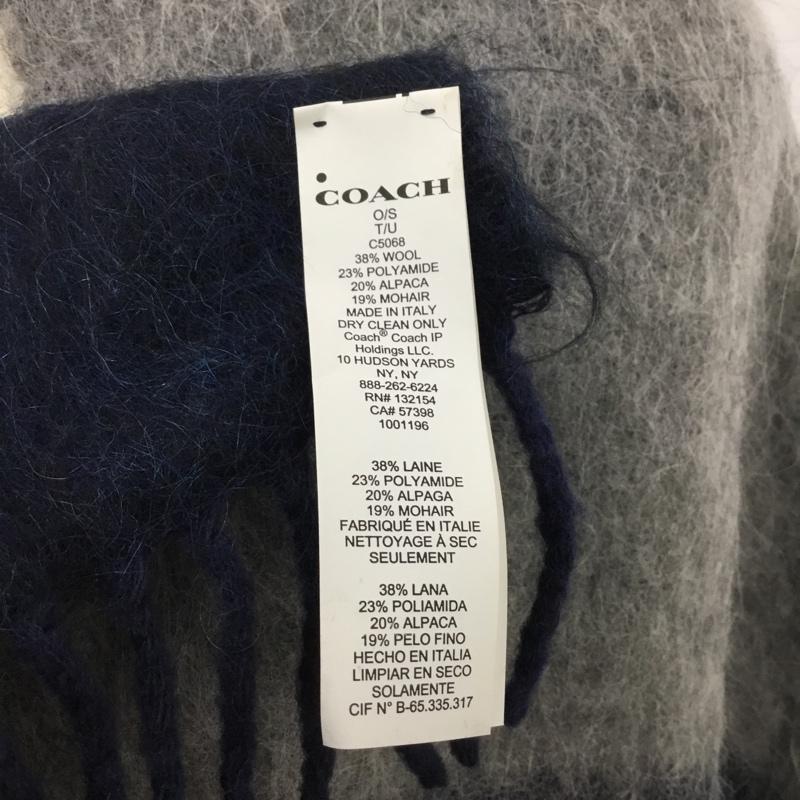 COACH
O/S
T/U
C5068
38% WOOL
23% POLYAMIDE
20% ALPACA
19% MOHAIR
MADE IN ITALY
DRY CLEAN ONLY
Coach® Coach IP
Holdings LLC.
10 HUDSON YARDS
NY, NY
888-262-6224
RN# 132154
CA# 57398
1001196
38% LAINE
23% POLYAMIDE
20% ALPAGA
19% MOHAIR
FABRIQUÉ EN ITALIE
NETTOYAGE À SEC
SEULEMENT
38% LANA
23% POLIAMIDA
20% ALPACA
19% PELO FINO
HECHO EN ITALIA
LIMPIAR EN SECO
SOLAMENTE
CIF N° B-65.335.317